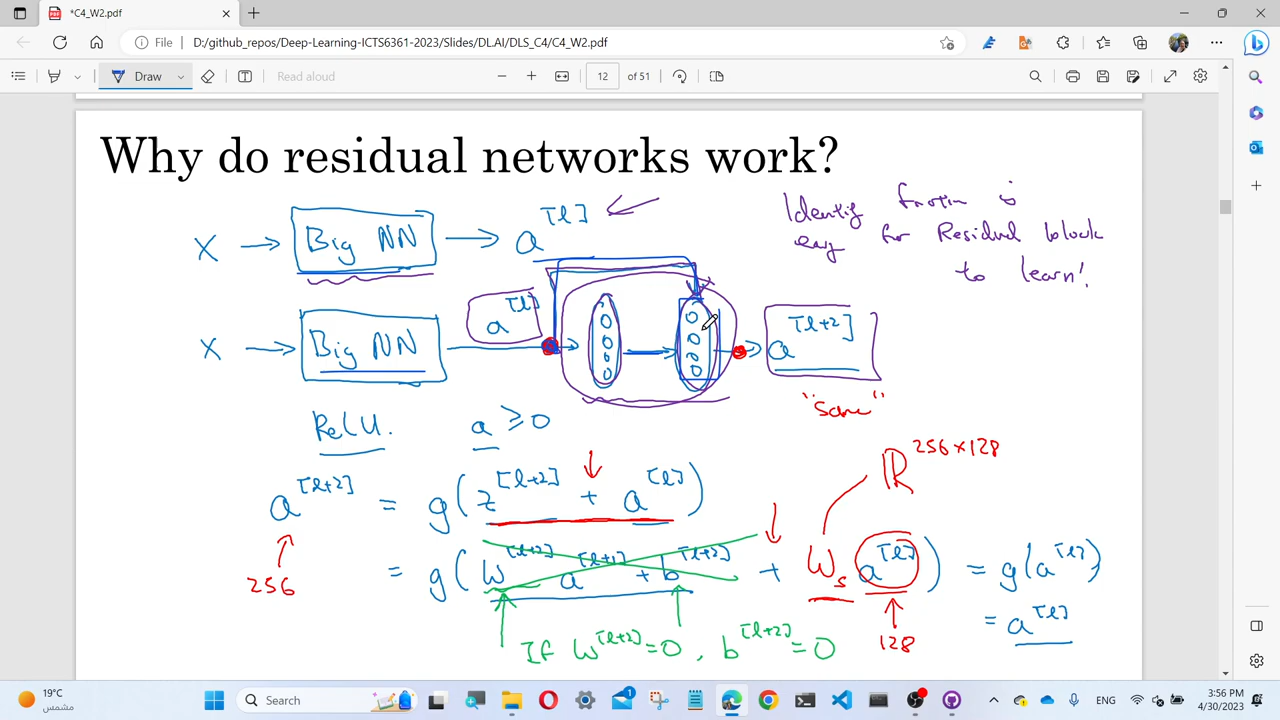 *C4_W2.pdf
File
D:/github_repos/Deep-Learning-ICTS6361-2023/Slides/DL.AI/DLS_C4/C4_W2.pdf
Draw
Read aloud
12 of 51
Why do residual networks work?
X → Big NN → a[l]
Identity is
easy for Residual block
to learn!
X → Big NN a[l] → → a[l+2]
"same"
ReLU. a ≥ 0
ℝ 256×128
a[l+2] = g(z[l+2] + a[l])
= g(W[l+2] a[l+1] + b[l+2] + Ws a[l]) = g(a[l])
256
= a[l]
If W[l+2]=0, b[l+2]=0
128
19°C
مشمس
Search
1
ENG
3:56 PM
4/30/2023